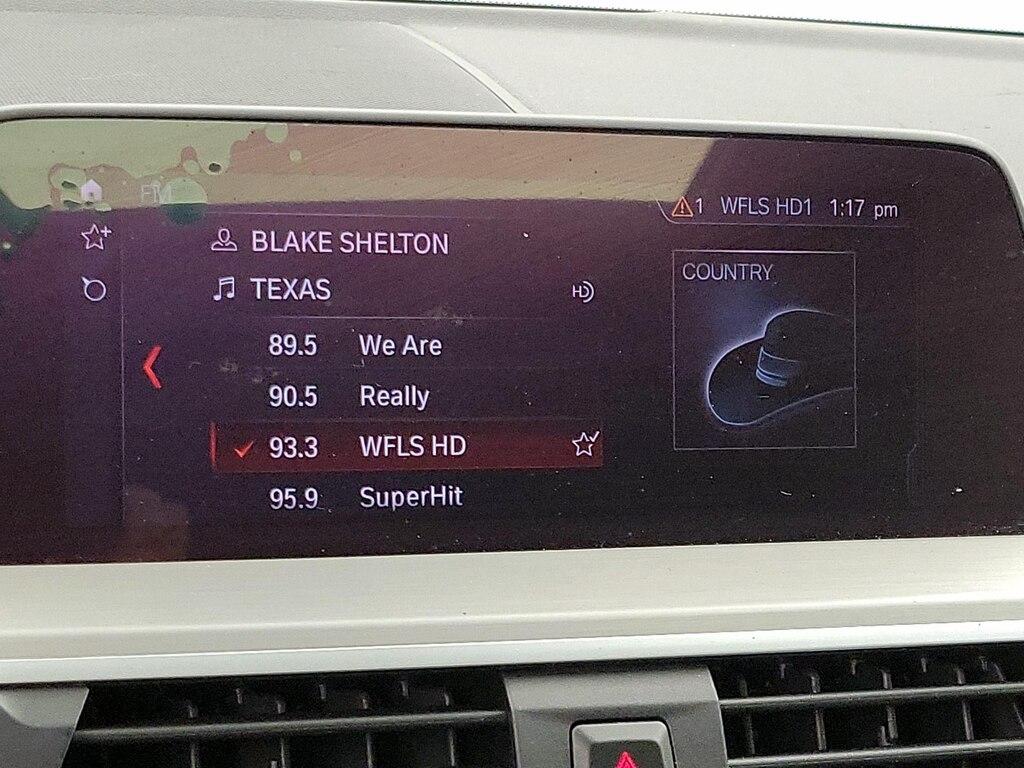 FM
1 WFLS HD1 1:17 pm
BLAKE SHELTON
TEXAS HD
COUNTRY
89.5 We Are
90.5 Really
93.3 WFLS HD
95.9 SuperHit